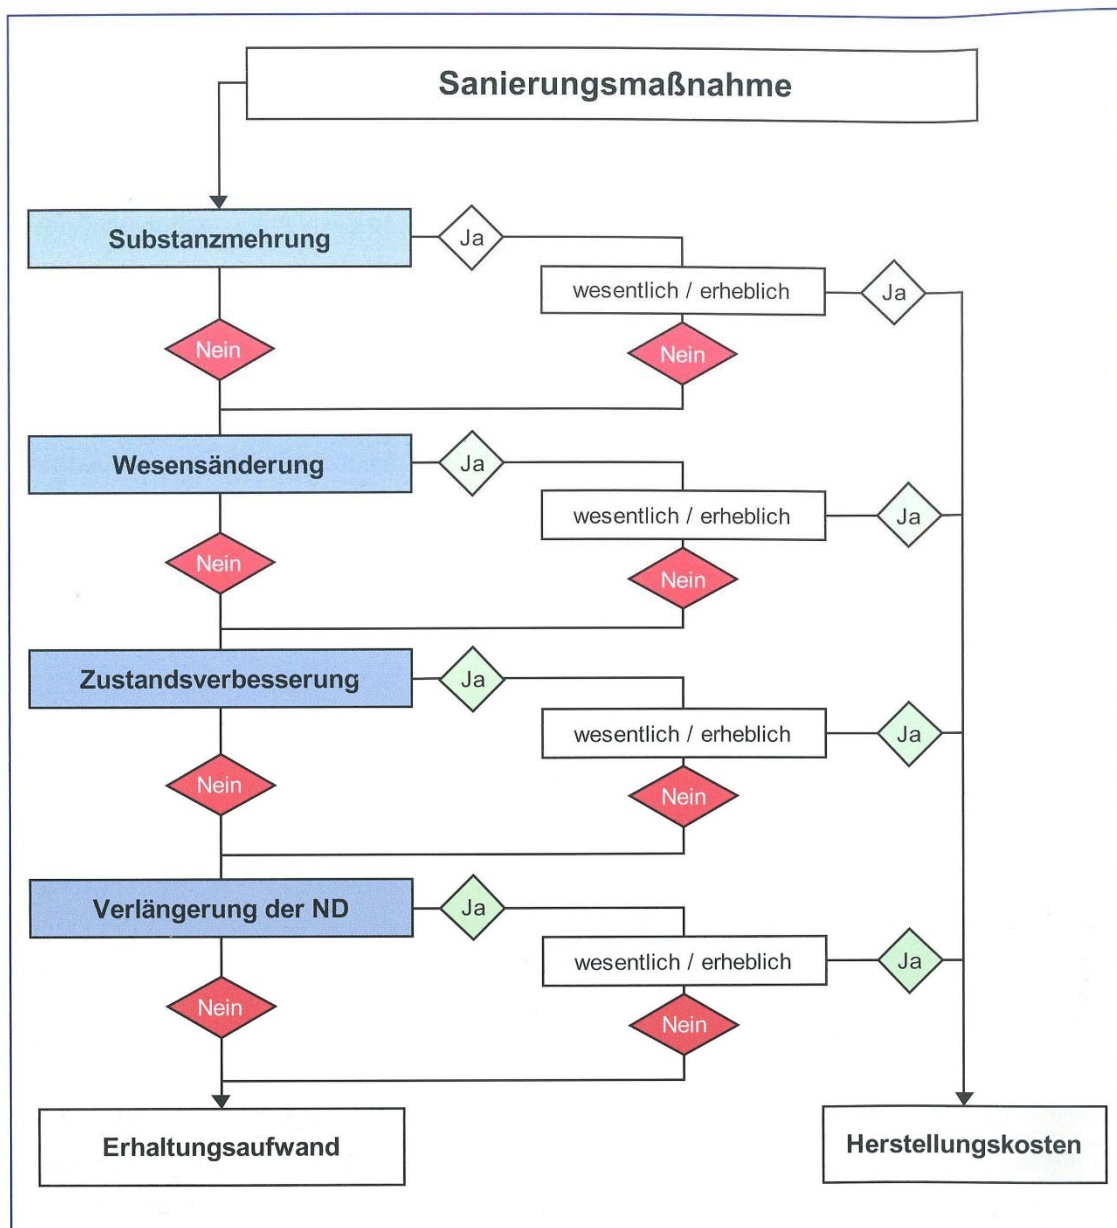 Sanierungsmaßnahme
Substanzmehrung
Ja
wesentlich / erheblich
Ja
Nein
Nein
Wesensänderung
Ja
wesentlich / erheblich
Ja
Nein
Nein
Zustandsverbesserung
Ja
wesentlich / erheblich
Ja
Nein
Nein
Verlängerung der ND
Ja
wesentlich / erheblich
Ja
Nein
Nein
Erhaltungsaufwand
Herstellungskosten